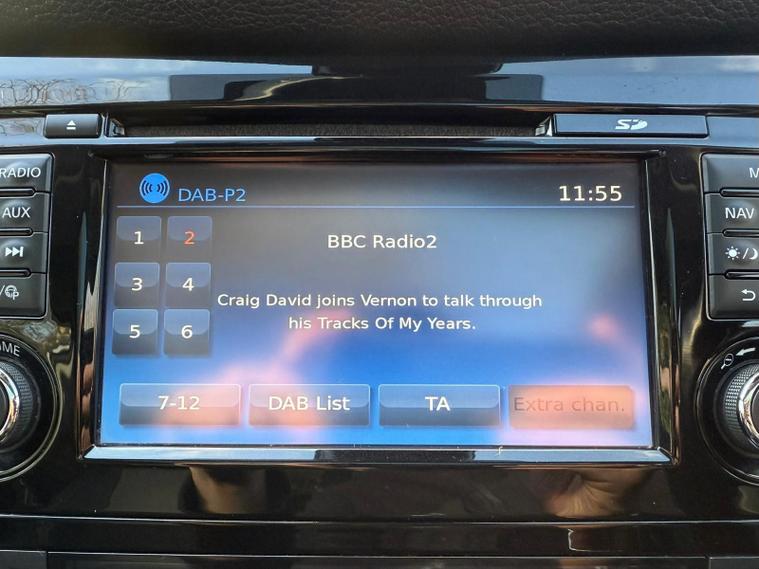 SD
RADIO
AUX
NAV
DAB-P2
11:55
1
2
BBC Radio2
3
4
Craig David joins Vernon to talk through
his Tracks Of My Years.
5
6
7-12
DAB List
TA
Extra chan.